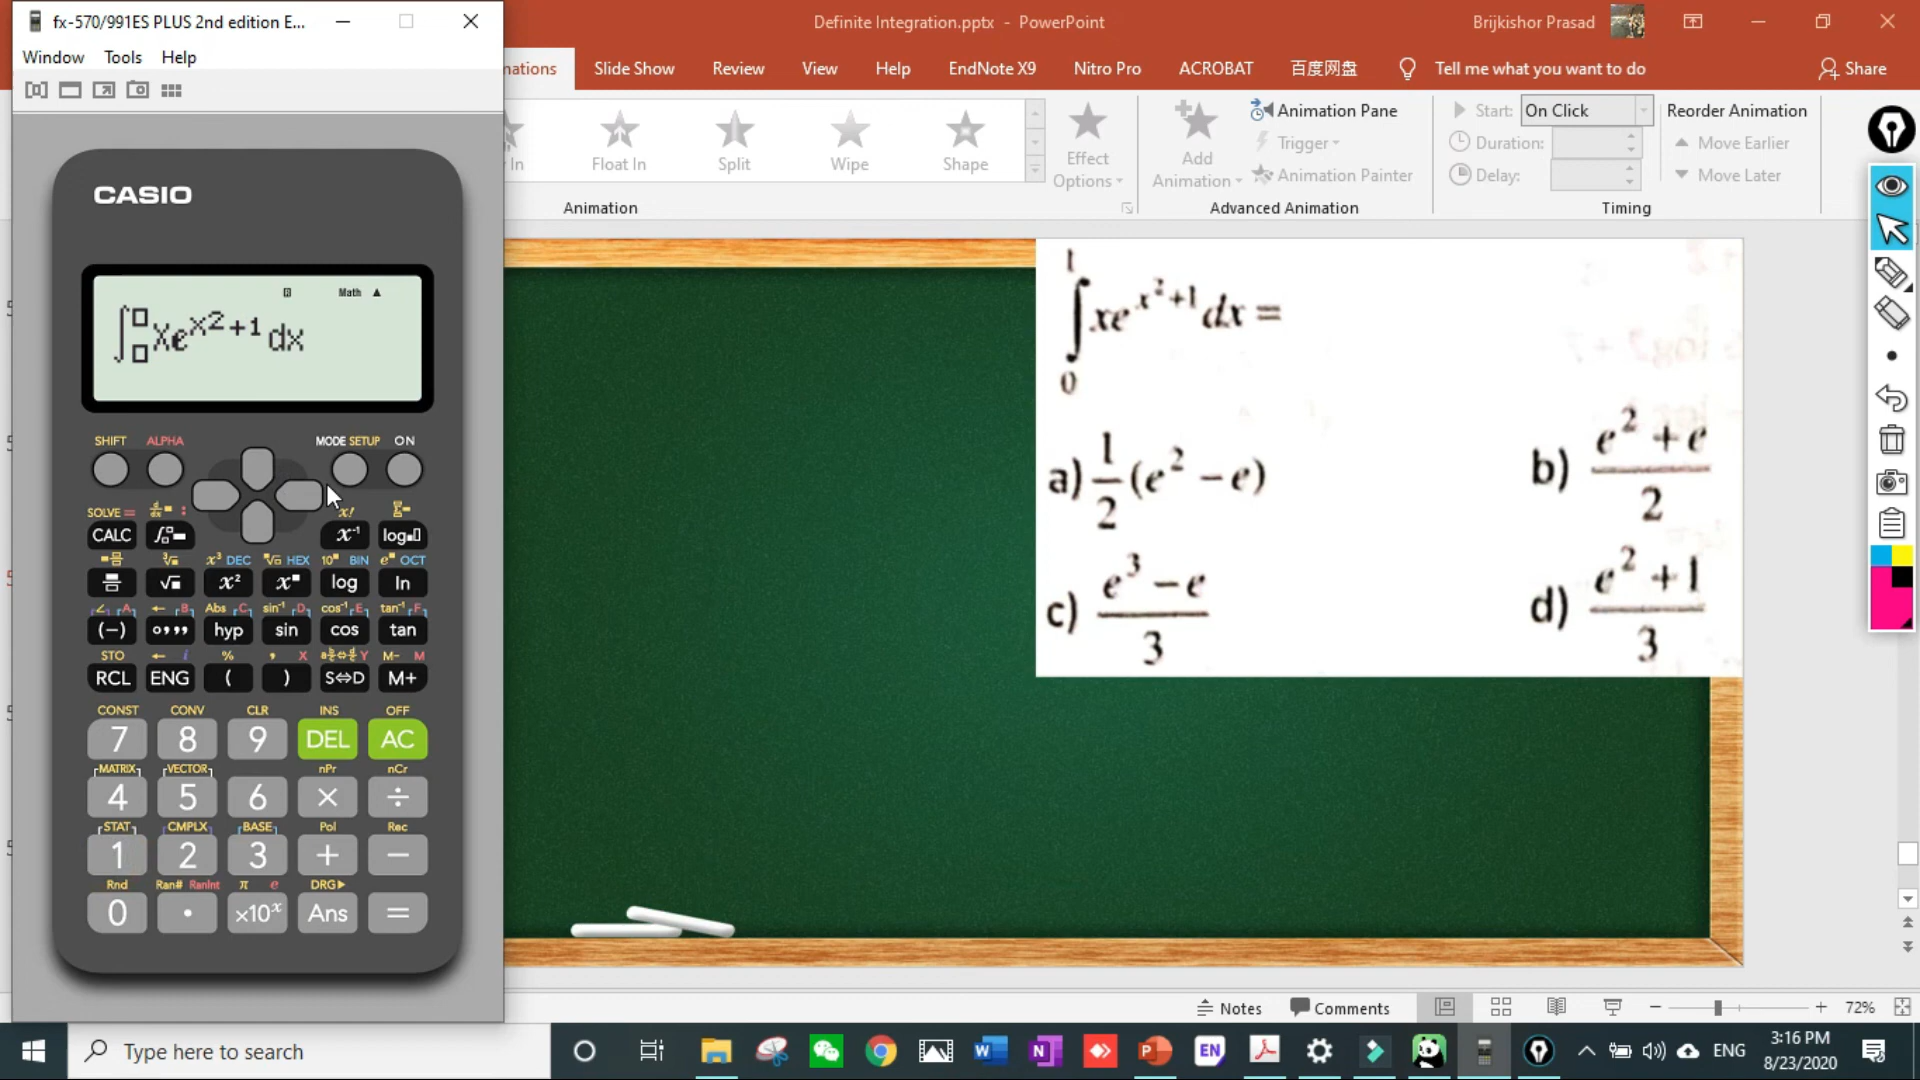 fx-570/991ES PLUS 2nd edition E...
Window Tools Help
CASIO
Math ▲
∫□□ Xe^x2+1 dx
SHIFT ALPHA MODE SETUP ON
SOLVE = d/dx : x! 
CALC ∫ x⁻¹ log
³√ x³ DEC ⁿ√ HEX 10 BIN e OCT
√ x² x log ln
∠ A ← B Abs C sin⁻¹ D cos⁻¹ E tan⁻¹ F
(−) ° , , , hyp sin cos tan
STO ← i % , X Y M− M
RCL ENG ( ) S⇔D M+
CONST CONV CLR INS OFF
7 8 9 DEL AC
MATRIX VECTOR nPr nCr
4 5 6 × ÷
STAT CMPLX BASE Pol Rec
1 2 3 + −
Rnd Ran# RanInt π e DRG▶
0 . ×10ˣ Ans =
Definite Integration.pptx - PowerPoint
Brijkishor Prasad
nations Slide Show Review View Help EndNote X9 Nitro Pro ACROBAT 百度网盘 Tell me what you want to do Share
In Float In Split Wipe Shape
Animation
Effect Options
Add Animation
Animation Pane
Trigger
Animation Painter
Advanced Animation
Start: On Click
Duration:
Delay:
Timing
Reorder Animation
Move Earlier
Move Later
∫₀¹ xe^x²+1 dx =
a) 1/2 (e² − e)
b) e² + e / 2
c) e³ − e / 3
d) e² + 1 / 3
Notes Comments 72%
Type here to search
EN
ENG
3:16 PM
8/23/2020